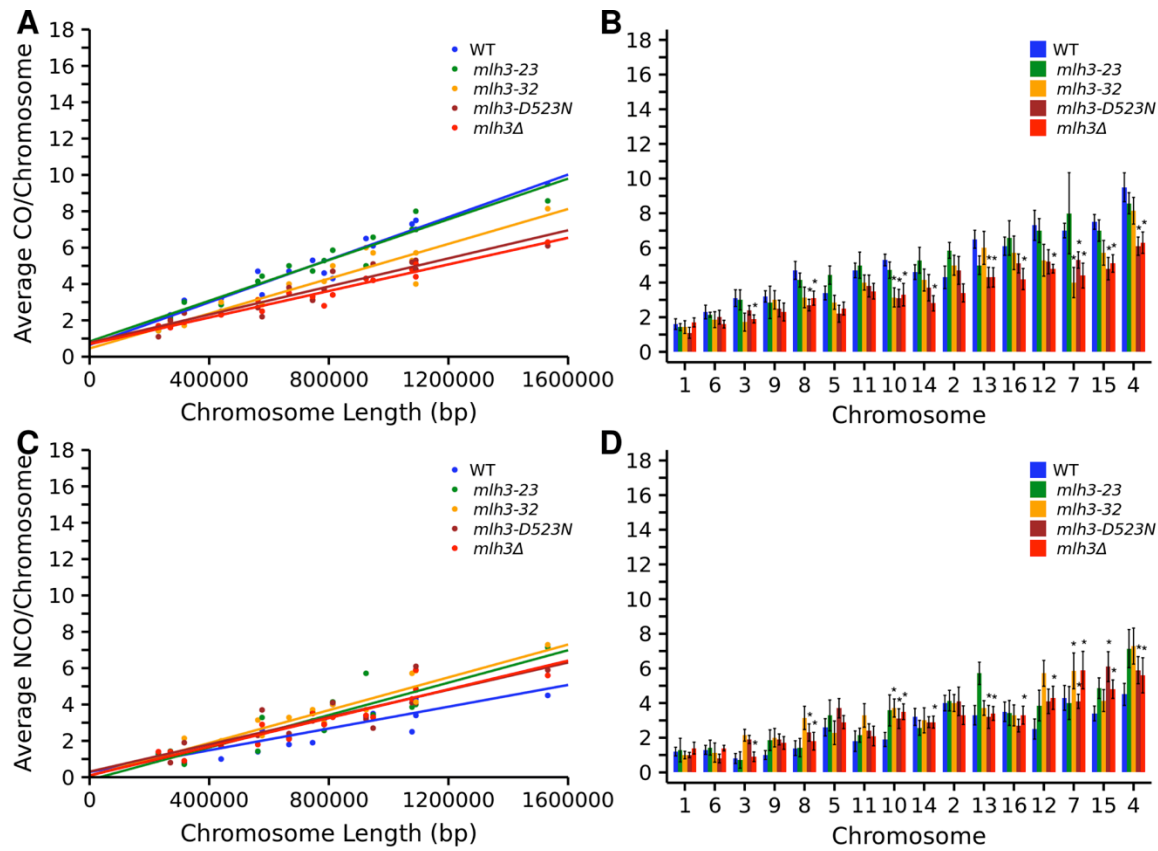 A
Average CO/Chromosome
18
16
14
12
10
8
6
4
2
0
0 400000 800000 1200000 1600000
Chromosome Length (bp)
WT
mlh3-23
mlh3-32
mlh3-D523N
mlh3Δ
B
18
16
14
12
10
8
6
4
2
0
WT
mlh3-23
mlh3-32
mlh3-D523N
mlh3Δ
* * * * * * * * * * * * * * * * * * *
1 6 3 9 8 5 11 10 14 2 13 16 12 7 15 4
Chromosome
C
Average NCO/Chromosome
18
16
14
12
10
8
6
4
2
0
0 400000 800000 1200000 1600000
Chromosome Length (bp)
WT
mlh3-23
mlh3-32
mlh3-D523N
mlh3Δ
D
18
16
14
12
10
8
6
4
2
0
WT
mlh3-23
mlh3-32
mlh3-D523N
mlh3Δ
* * * * * * * * * * * * * * * * * *
1 6 3 9 8 5 11 10 14 2 13 16 12 7 15 4
Chromosome